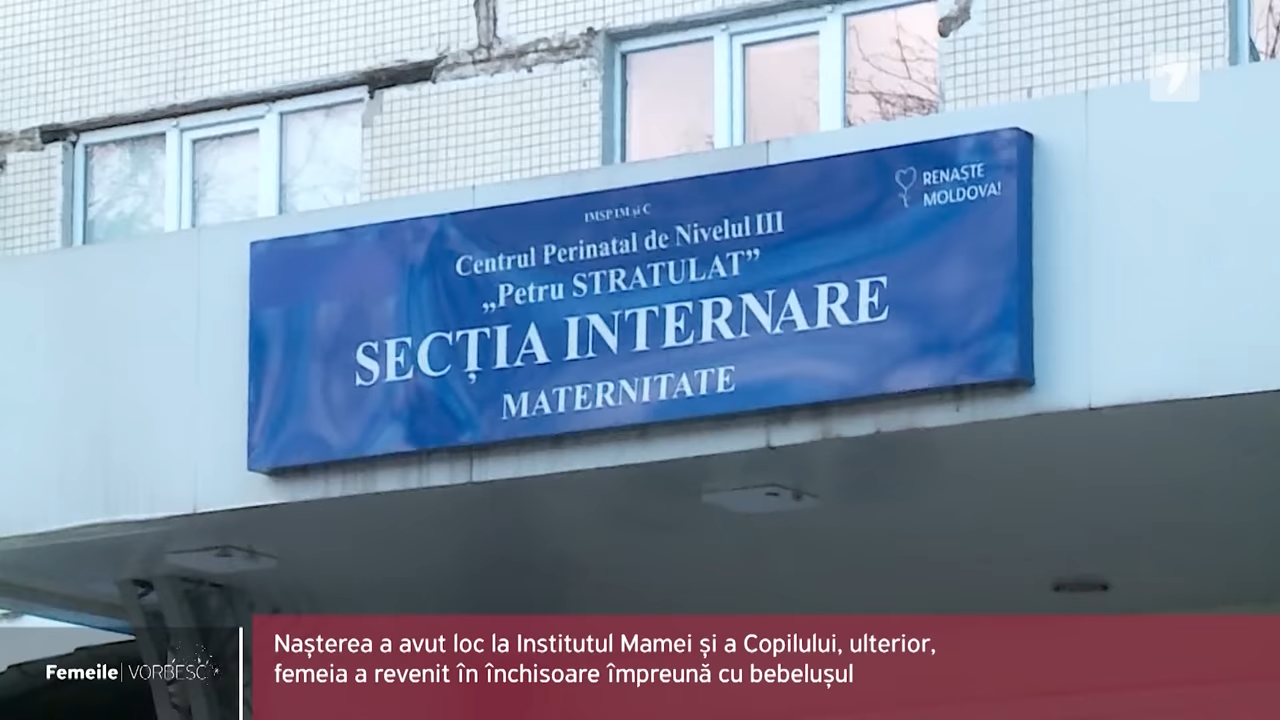 RENAȘTE
MOLDOVA!
IMSP IM și C
Centrul Perinatal de Nivelul III
„Petru STRATULAT”
SECȚIA INTERNARE
MATERNITATE
Nașterea a avut loc la Institutul Mamei și a Copilului, ulterior,
femeia a revenit în închisoare împreună cu bebelușul
Femeile | VORBESC